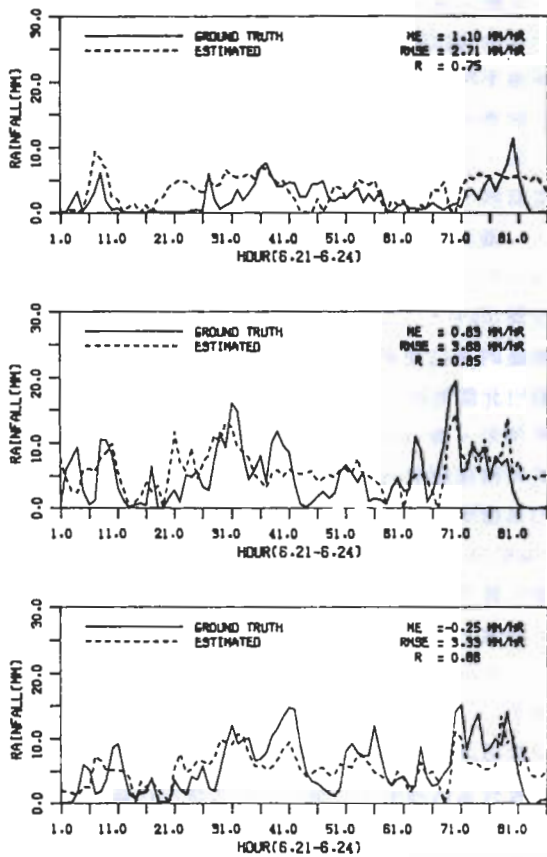 30.0
GROUND TRUTH
ESTIMATED
ME = 1.10 MM/HR
RMSE = 2.71 MM/HR
R = 0.75
20.0
RAINFALL(MM)
10.0
0.0
1.0 11.0 21.0 31.0 41.0 51.0 61.0 71.0 81.0
HOUR(6.21-6.24)
30.0
GROUND TRUTH
ESTIMATED
ME = 0.83 MM/HR
RMSE = 3.88 MM/HR
R = 0.85
20.0
RAINFALL(MM)
10.0
0.0
1.0 11.0 21.0 31.0 41.0 51.0 61.0 71.0 81.0
HOUR(6.21-6.24)
30.0
GROUND TRUTH
ESTIMATED
ME =-0.25 MM/HR
RMSE = 3.33 MM/HR
R = 0.88
20.0
RAINFALL(MM)
10.0
0.0
1.0 11.0 21.0 31.0 41.0 51.0 61.0 71.0 81.0
HOUR(6.21-6.24)